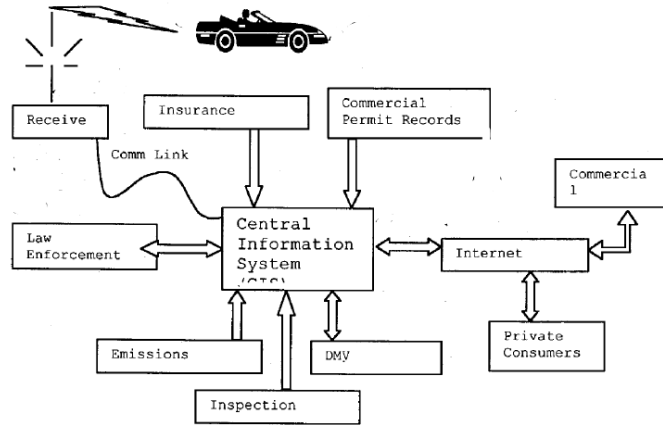 Insurance
Commercial
Permit Records
Receive
Comm Link
Commercia
l
Law
Enforcement
Central
Information
System
(CIS)
Internet
Emissions
DMV
Private
Consumers
Inspection